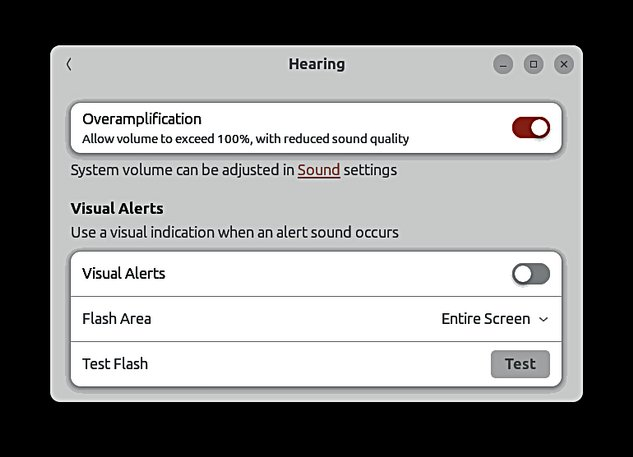 Hearing
Overamplification
Allow volume to exceed 100%, with reduced sound quality
System volume can be adjusted in Sound settings
Visual Alerts
Use a visual indication when an alert sound occurs
Visual Alerts
Flash Area Entire Screen
Test Flash Test